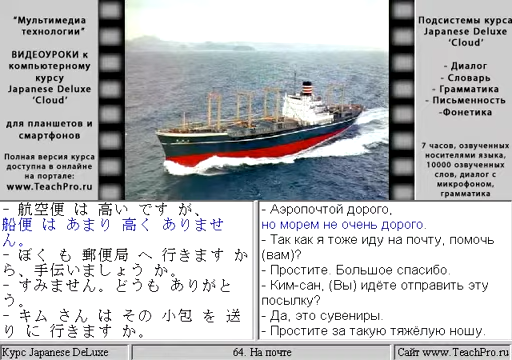 “Мультимедиа
технологии”
ВИДЕОУРОКИ к
компьютерному
курсу
Japanese Deluxe
‘Cloud’
для планшетов и
смартфонов
Полная версия курса
доступна в онлайне
на портале:
www.TeachPro.ru
Подсистемы курса
Japanese Deluxe
‘Cloud’
- Диалог
- Словарь
- Грамматика
- Письменность
-Фонетика
7 часов, озвученных
носителями языка,
10000 озвученных
слов, диалог с
микрофоном,
грамматика
- 航空便 は 高い です が、
船便 は あまり 高く ありませ
ん。
- ぼく も 郵便局 へ 行きます か
ら、手伝いましょう か。
- すみません。どうも ありがと
う。
- キム さん は その 小包 を 送
り に 行きます か。
- Аэропочтой дорого,
но морем не очень дорого.
- Так как я тоже иду на почту, помочь
(вам)?
- Простите. Большое спасибо.
- Ким-сан, (Вы) идёте отправить эту
посылку?
- Да, это сувениры.
- Простите за такую тяжёлую ношу.
Курс Japanese DeLuxe
64. На почте
Сайт www.TeachPro.ru